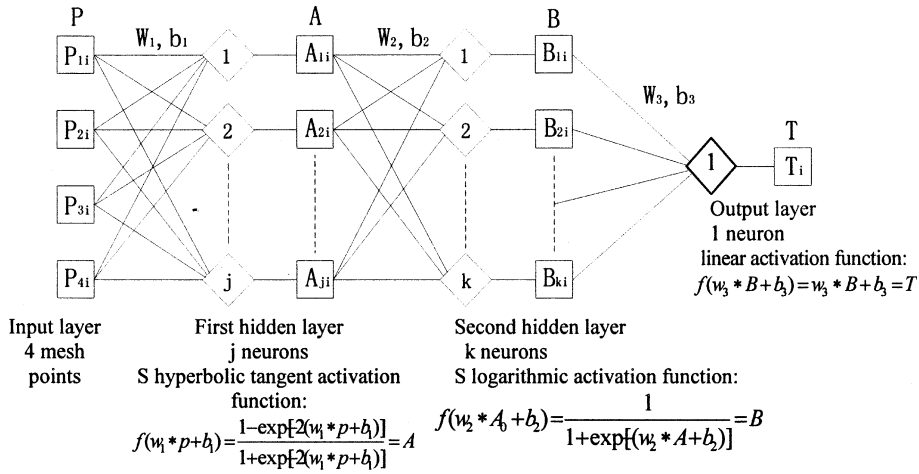 P A B
W₁, b₁ W₂, b₂ W₃, b₃
P₁ᵢ 1 A₁ᵢ 1 B₁ᵢ
P₂ᵢ 2 A₂ᵢ 2 B₂ᵢ
T
1 Tᵢ
P₃ᵢ
P₄ᵢ j Aⱼᵢ k Bₖᵢ
Output layer
1 neuron
linear activation function:
f(w₃*B+b₃)=w₃*B+b₃=T
Input layer
4 mesh
points
First hidden layer
j neurons
S hyperbolic tangent activation
function:
f(w₁*p+b₁)=\frac{1-exp[-2(w₁*p+b₁)]}{1+exp[-2(w₁*p+b₁)]}=A
Second hidden layer
k neurons
S logarithmic activation function:
f(w₂*A₀+b₂)=\frac{1}{1+exp[-(w₂*A+b₂)]}=B